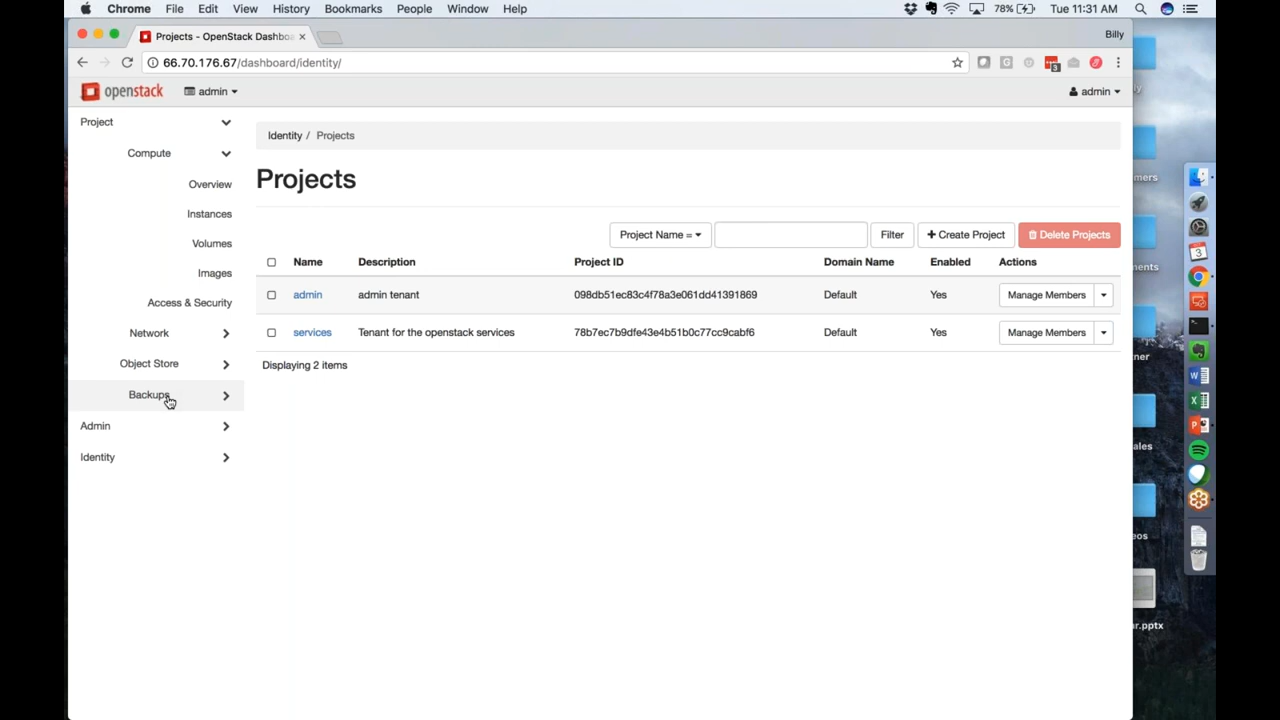 Chrome File Edit View History Bookmarks People Window Help 78% Tue 11:31 AM
Projects - OpenStack Dashbo Billy
66.70.176.67/dashboard/identity/ 3
openstack admin admin
Project
Compute
Overview
Instances
Volumes
Images
Access & Security
Network
Object Store
Backups
Admin
Identity
Identity / Projects
Projects
Project Name = Filter Create Project Delete Projects
Name Description Project ID Domain Name Enabled Actions
admin admin tenant 098db51ec83c4f78a3e061dd41391869 Default Yes Manage Members
services Tenant for the openstack services 78b7ec7b9dfe43e4b51b0c77cc9cabf6 Default Yes Manage Members
Displaying 2 items
mers
ments
ner
ales
eos
ur.pptx
3